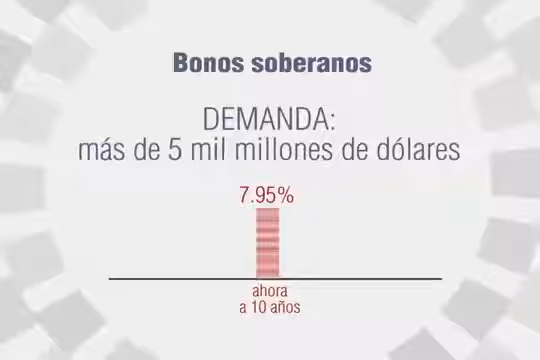 Bonos soberanos
DEMANDA:
más de 5 mil millones de dólares
7.95%
ahora
a 10 años